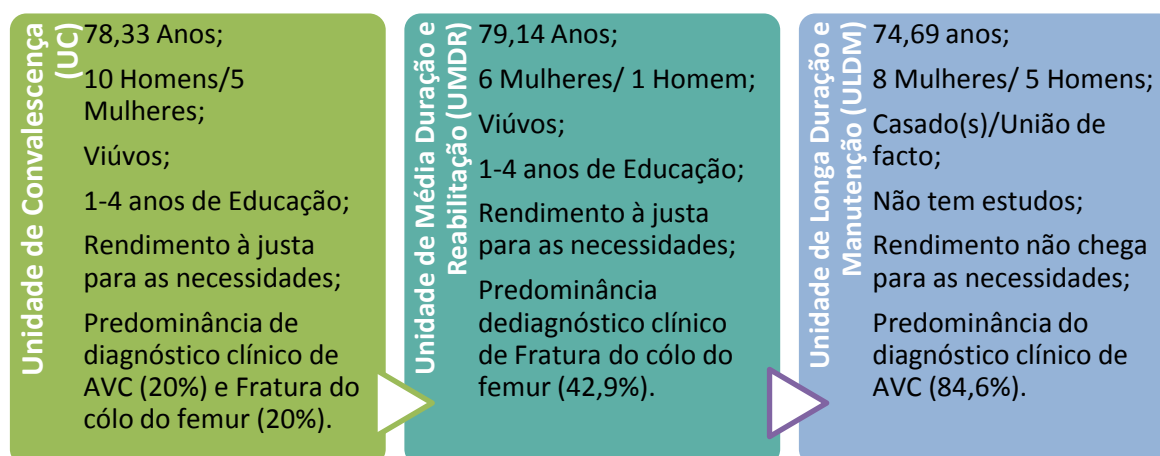 Unidade de Convalescença
(UC)
78,33 Anos;
10 Homens/5
Mulheres;
Viúvos;
1-4 anos de Educação;
Rendimento à justa
para as necessidades;
Predominância de
diagnóstico clínico de
AVC (20%) e Fratura do
cólo do femur (20%).
Unidade de Média Duração e
Reabilitação (UMDR)
79,14 Anos;
6 Mulheres/ 1 Homem;
Viúvos;
1-4 anos de Educação;
Rendimento à justa
para as necessidades;
Predominância
dediagnóstico clínico
de Fratura do cólo do
femur (42,9%).
Unidade de Longa Duração e
Manutenção (ULDM)
74,69 anos;
8 Mulheres/ 5 Homens;
Casado(s)/União de
facto;
Não tem estudos;
Rendimento não chega
para as necessidades;
Predominância do
diagnóstico clínico de
AVC (84,6%).